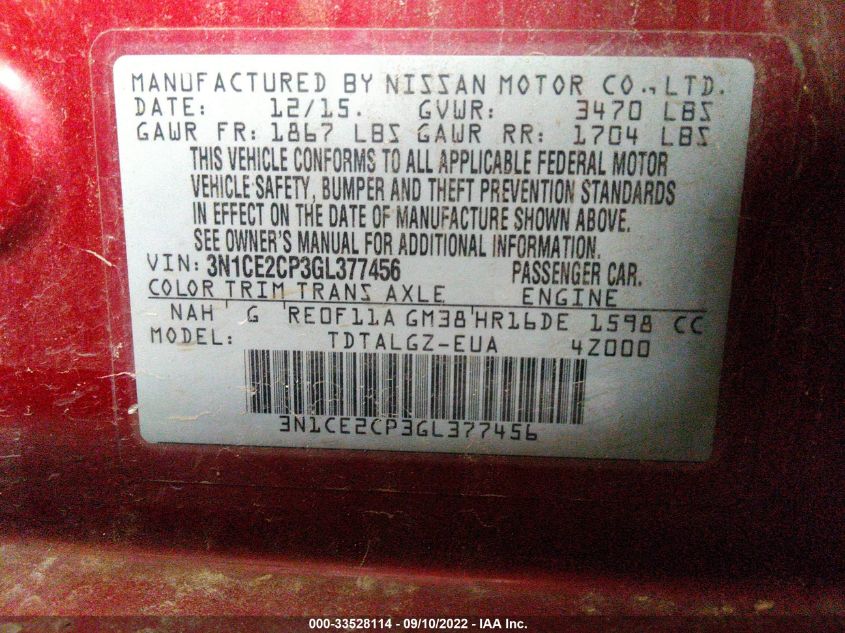 MANUFACTURED BY NISSAN MOTOR CO., LTD.
DATE: 12/15. GVWR: 3470 LBS
GAWR FR: 1867 LBS GAWR RR: 1704 LBS
THIS VEHICLE CONFORMS TO ALL APPLICABLE FEDERAL MOTOR
VEHICLE SAFETY, BUMPER AND THEFT PREVENTION STANDARDS
IN EFFECT ON THE DATE OF MANUFACTURE SHOWN ABOVE.
SEE OWNER'S MANUAL FOR ADDITIONAL INFORMATION.
VIN: 3N1CE2CP3GL377456 PASSENGER CAR.
COLOR TRIM TRANS AXLE ENGINE
NAH G RE0F11A GM38 HR16DE 1598 CC
MODEL: TDTALGZ-EUA 4Z000
3N1CE2CP3GL377456
000-33528114 - 09/10/2022 - IAA Inc.